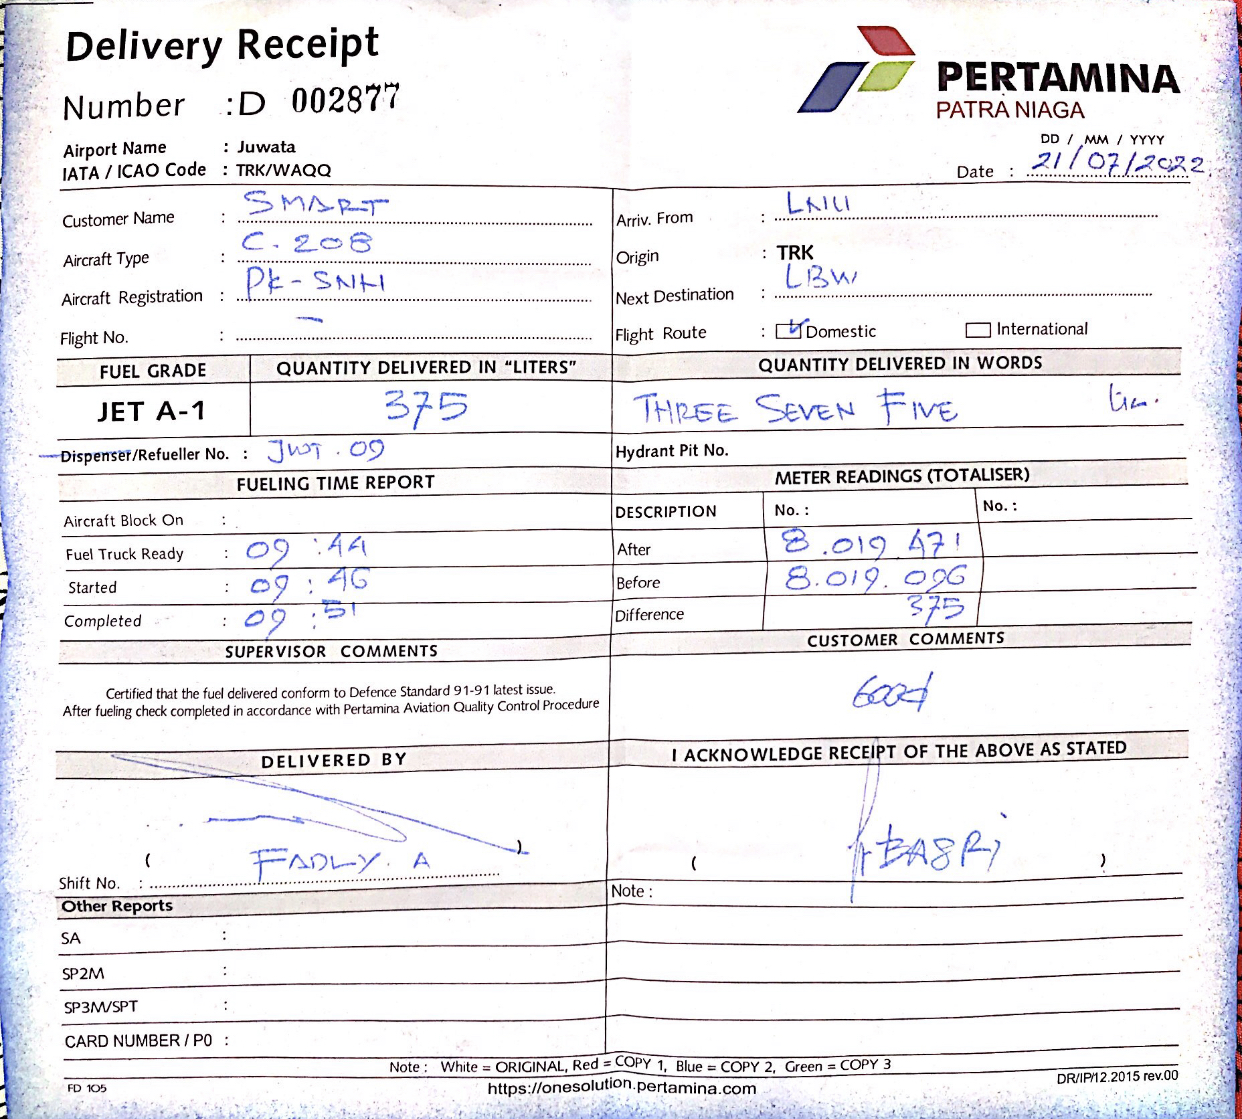 Delivery Receipt
Number :D 002877
PERTAMINA
PATRA NIAGA
Airport Name : Juwata
IATA / ICAO Code : TRK/WAQQ
DD / MM / YYYY
Date : 21/07/2022
Customer Name : SMART
Aircraft Type : C.208
Aircraft Registration : PK-SNH
Flight No. : -
Arriv. From :
Origin : TRK
Next Destination : LBW
Flight Route : Domestic International
FUEL GRADE QUANTITY DELIVERED IN "LITERS" QUANTITY DELIVERED IN WORDS
JET A-1 375 THREE SEVEN FIVE
Dispenser/Refueller No. : JWT.09 Hydrant Pit No.
FUELING TIME REPORT
Aircraft Block On :
Fuel Truck Ready : 09 :44
Started : 09 : 46
Completed : 09 :51
METER READINGS (TOTALISER)
DESCRIPTION No. : No. :
After 8.019 471
Before 8.019.096
Difference 375
SUPERVISOR COMMENTS
Certified that the fuel delivered conform to Defence Standard 91-91 latest issue.
After fueling check completed in accordance with Pertamina Aviation Quality Control Procedure
CUSTOMER COMMENTS
Good
DELIVERED BY
( FADLY. A )
Shift No. :
I ACKNOWLEDGE RECEIPT OF THE ABOVE AS STATED
( BASRI )
Note :
Other Reports
SA :
SP2M :
SP3M/SPT :
CARD NUMBER / PO :
Note : White = ORIGINAL, Red = COPY 1, Blue = COPY 2, Green = COPY 3
FD 105
https://onesolution.pertamina.com
DR/IP/12.2015 rev.00